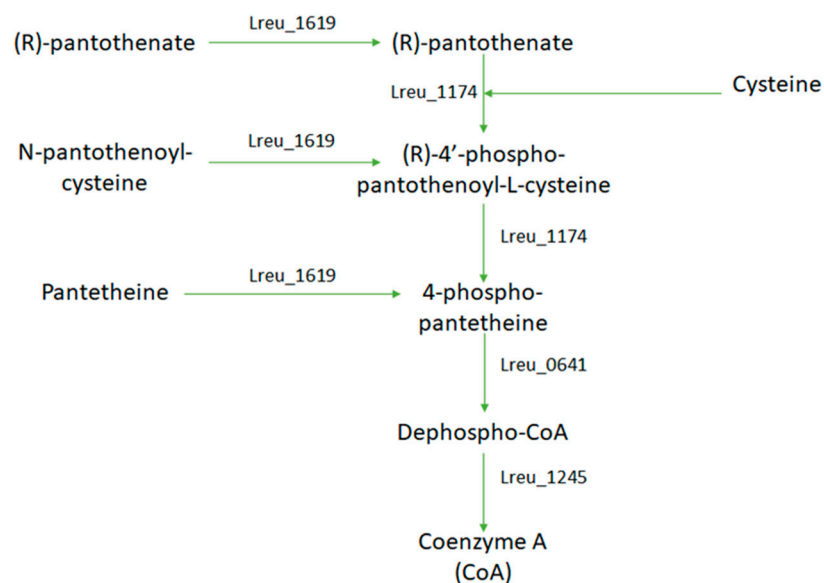 Lreu_1619
(R)-pantothenate
(R)-pantothenate
Lreu_1174
Cysteine
Lreu_1619
N-pantothenoyl-
cysteine
(R)-4'-phospho-
pantothenoyl-L-cysteine
Lreu_1174
Lreu_1619
Pantetheine
4-phospho-
pantetheine
Lreu_0641
Dephospho-CoA
Lreu_1245
Coenzyme A
(CoA)